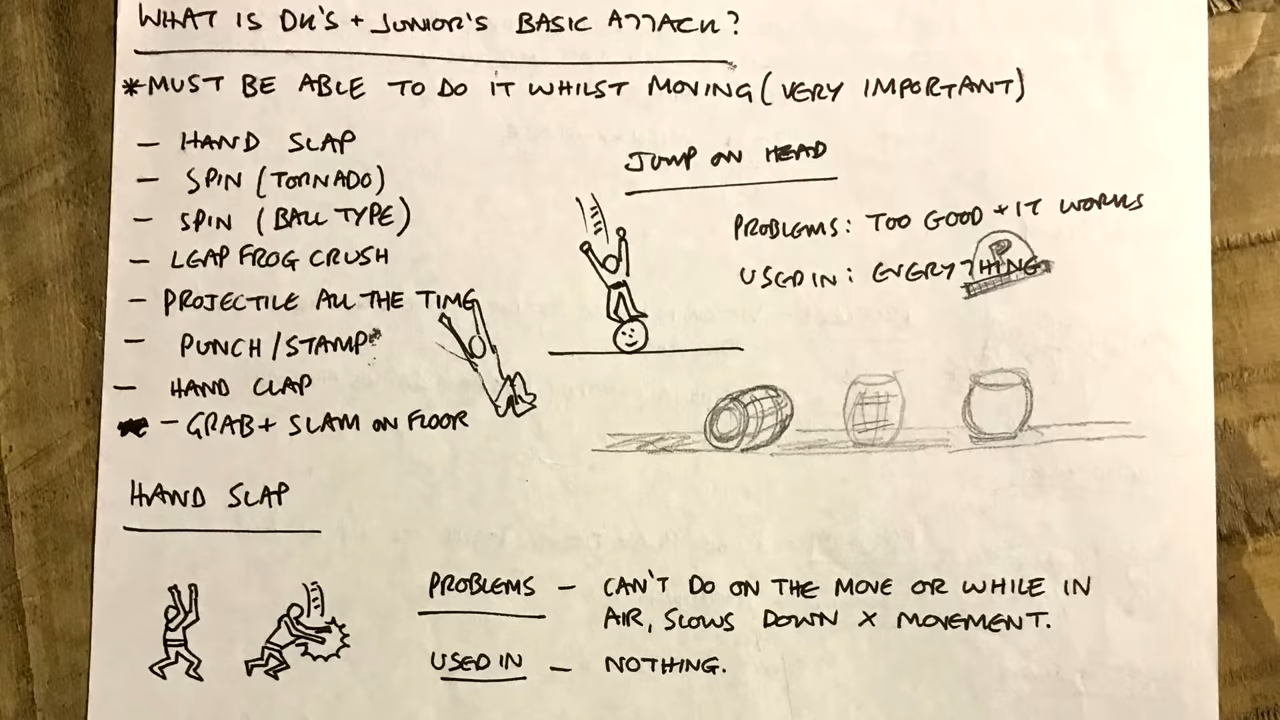 WHAT IS DK'S + JUNIOR'S BASIC ATTACK?
*MUST BE ABLE TO DO IT WHILST MOVING (VERY IMPORTANT)
- HAND SLAP
- SPIN (TORNADO)
- SPIN (BALL TYPE)
- LEAP FROG CRUSH
- PROJECTILE ALL THE TIME
- PUNCH/STAMP
- HAND CLAP
- GRAB + SLAM ON FLOOR
JUMP ON HEAD
PROBLEMS: TOO GOOD + IT WORKS
USED IN: EVERYTHING
HAND SLAP
PROBLEMS - CAN'T DO ON THE MOVE OR WHILE IN
AIR, SLOWS DOWN X MOVEMENT.
USED IN - NOTHING.